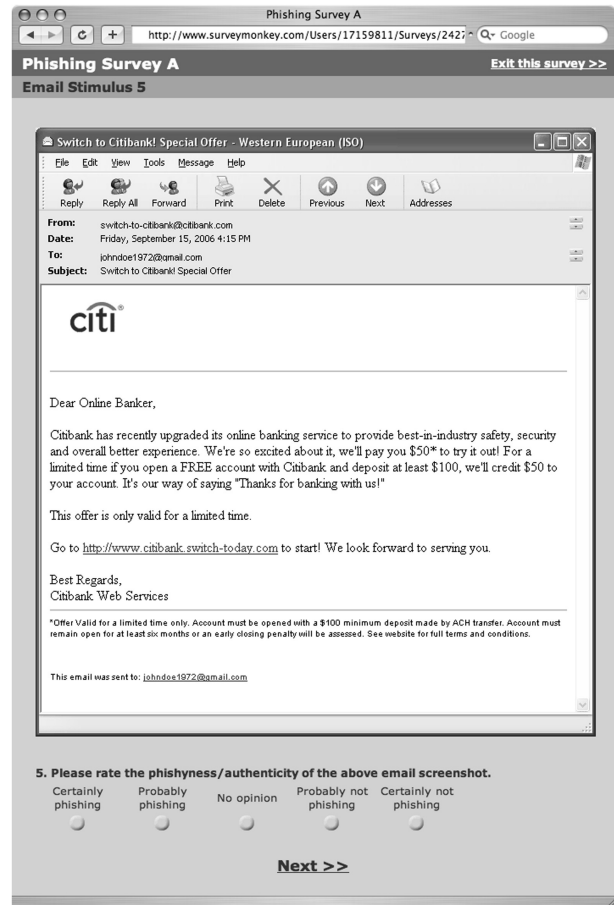 Phishing Survey A
http://www.surveymonkey.com/Users/17159811/Surveys/2427
Google
Phishing Survey A
Exit this survey >>
Email Stimulus 5
Switch to Citibank! Special Offer - Western European (ISO)
File Edit View Tools Message Help
Reply Reply All Forward Print Delete Previous Next Addresses
From: switch-to-citibank@citibank.com
Date: Friday, September 15, 2006 4:15 PM
To: johndoe1972@gmail.com
Subject: Switch to Citibank! Special Offer
citi®
Dear Online Banker,
Citibank has recently upgraded its online banking service to provide best-in-industry safety, security
and overall better experience. We're so excited about it, we'll pay you $50* to try it out! For a
limited time if you open a FREE account with Citibank and deposit at least $100, we'll credit $50 to
your account. It's our way of saying "Thanks for banking with us!"
This offer is only valid for a limited time.
Go to http://www.citibank.switch-today.com to start! We look forward to serving you.
Best Regards,
Citibank Web Services
*Offer Valid for a limited time only. Account must be opened with a $100 minimum deposit made by ACH transfer. Account must
remain open for at least six months or an early closing penalty will be assessed. See website for full terms and conditions.
This email was sent to: johndoe1972@gmail.com
5. Please rate the phishyness/authenticity of the above email screenshot.
Certainly phishing
Probably phishing
No opinion
Probably not phishing
Certainly not phishing
Next >>